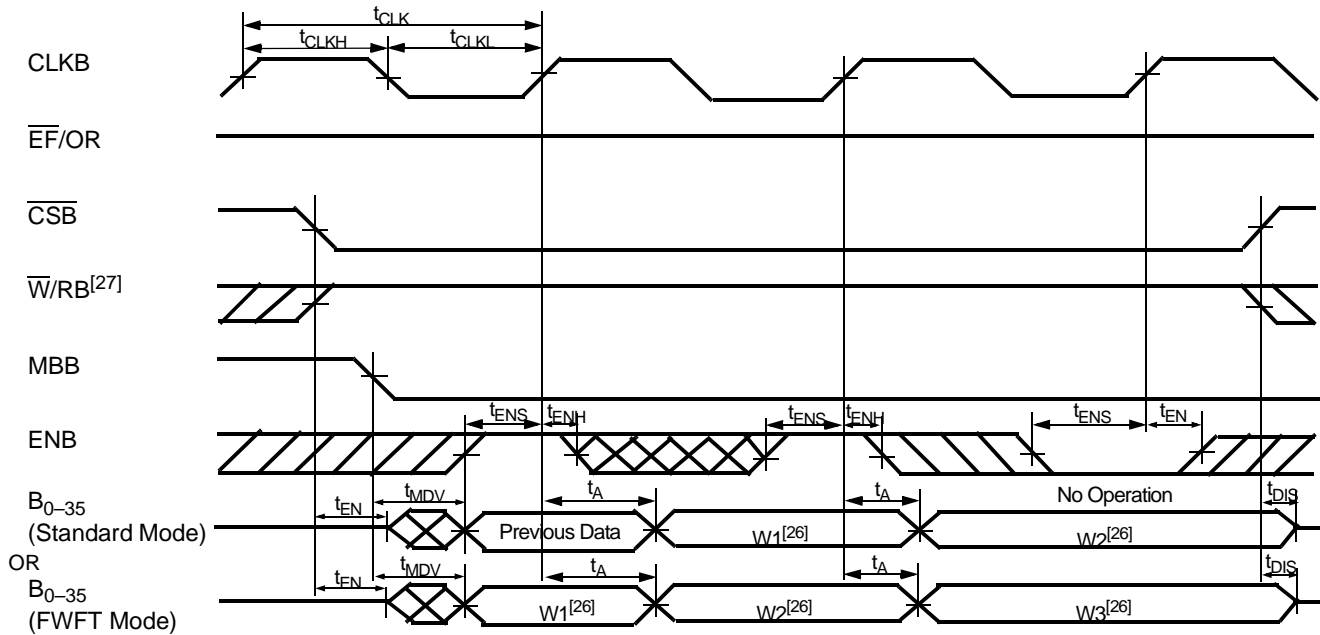 tCLK
tCLKH tCLKL
CLKB
EF/OR
CSB
W/RB[27]
MBB
tENS tENH tENS tENH tENS tEN
ENB
No Operation
tMDV tA tA tDIS
B0–35 tEN
(Standard Mode) Previous Data W1[26] W2[26]
OR
tMDV tA tA tDIS
B0–35 tEN
(FWFT Mode) W1[26] W2[26] W3[26]